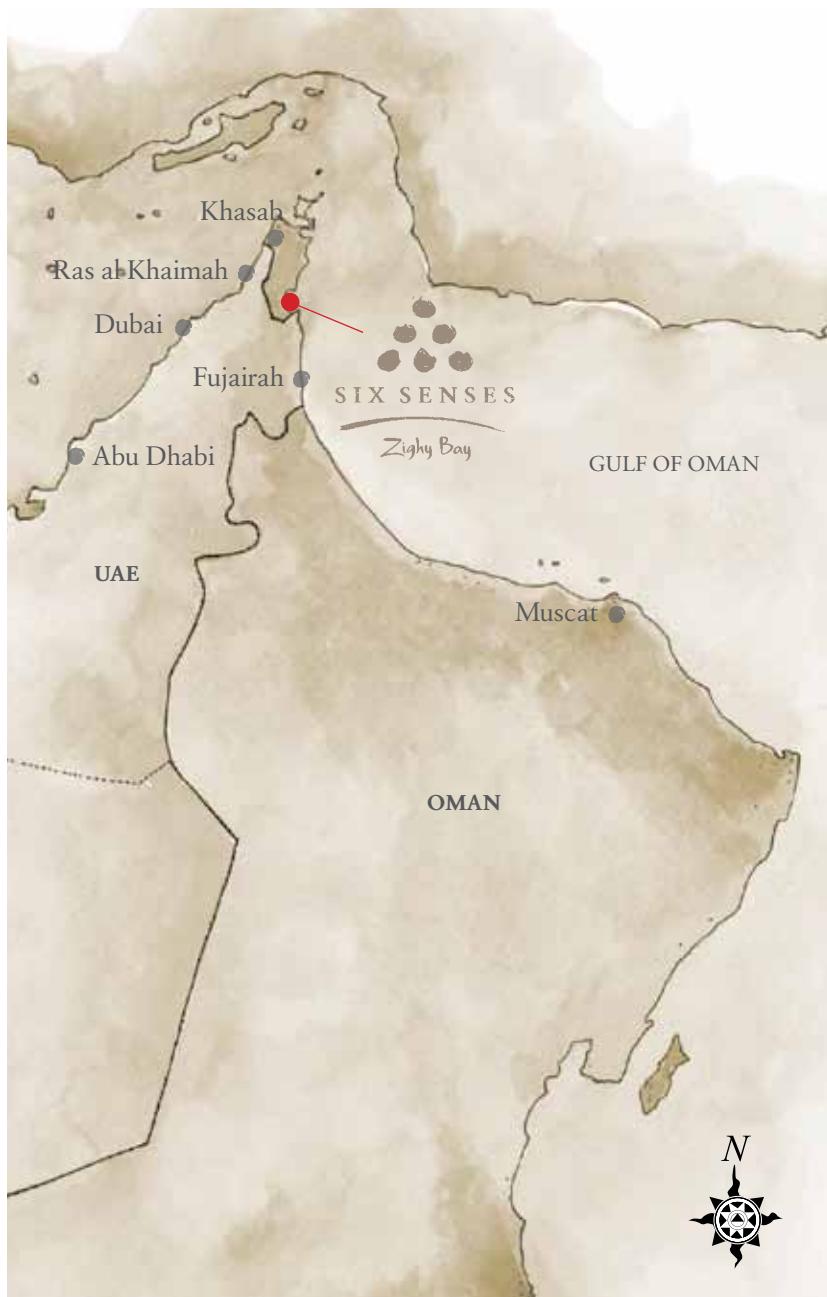 Khasab
Ras al Khaimah
Dubai
Fujairah
SIX SENSES
Zighy Bay
Abu Dhabi
GULF OF OMAN
UAE
Muscat
OMAN
N